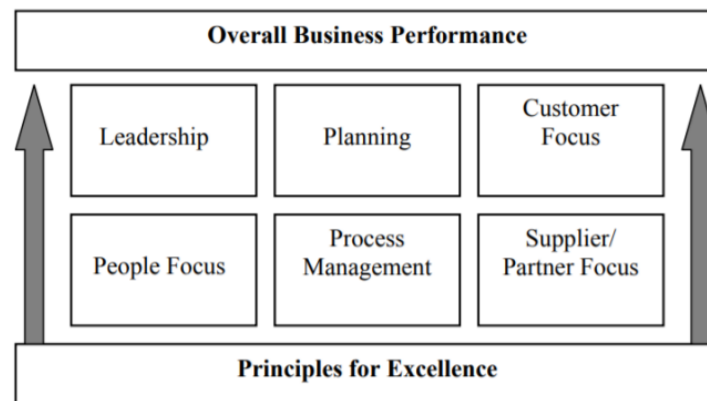 Overall Business Performance
Leadership
Planning
Customer
Focus
People Focus
Process
Management
Supplier/
Partner Focus
Principles for Excellence